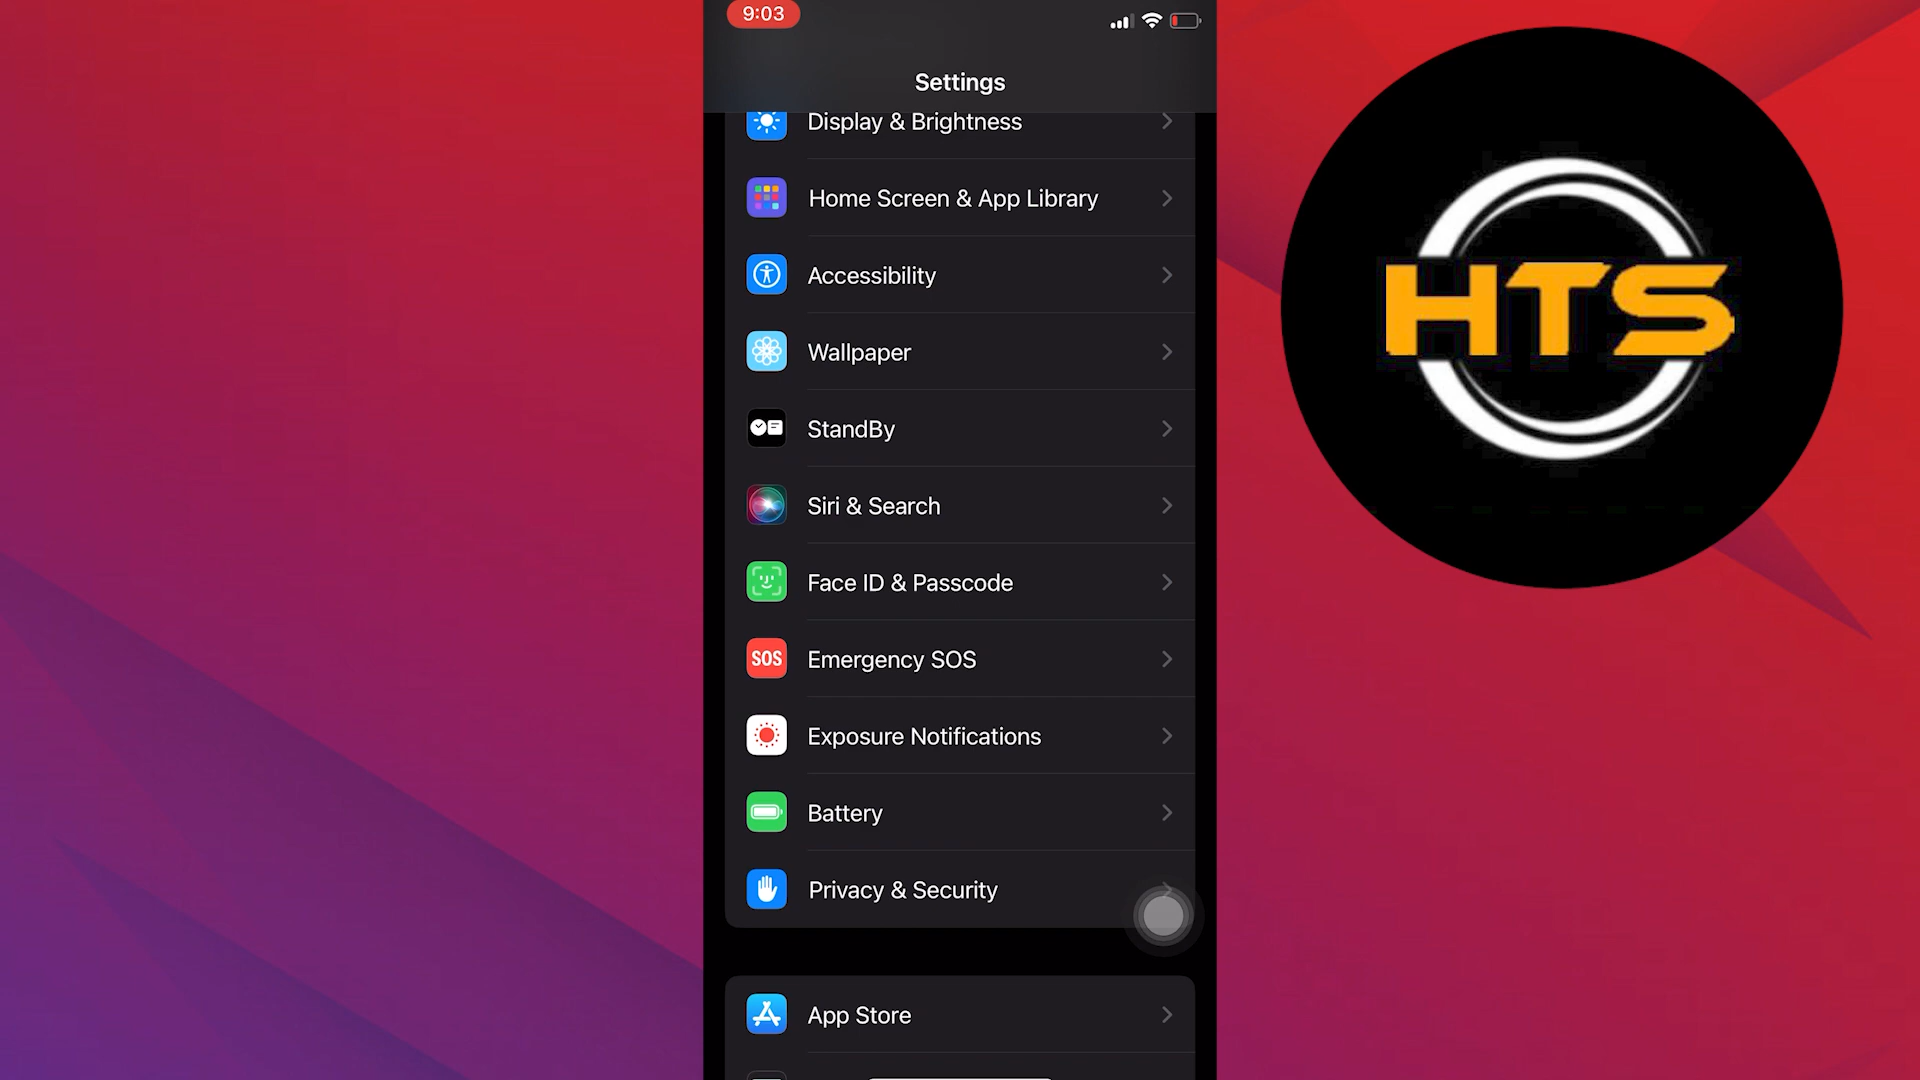 9:03
Settings
Display & Brightness
Home Screen & App Library
Accessibility
Wallpaper
StandBy
Siri & Search
Face ID & Passcode
SOS
Emergency SOS
Exposure Notifications
Battery
Privacy & Security
App Store
HTS